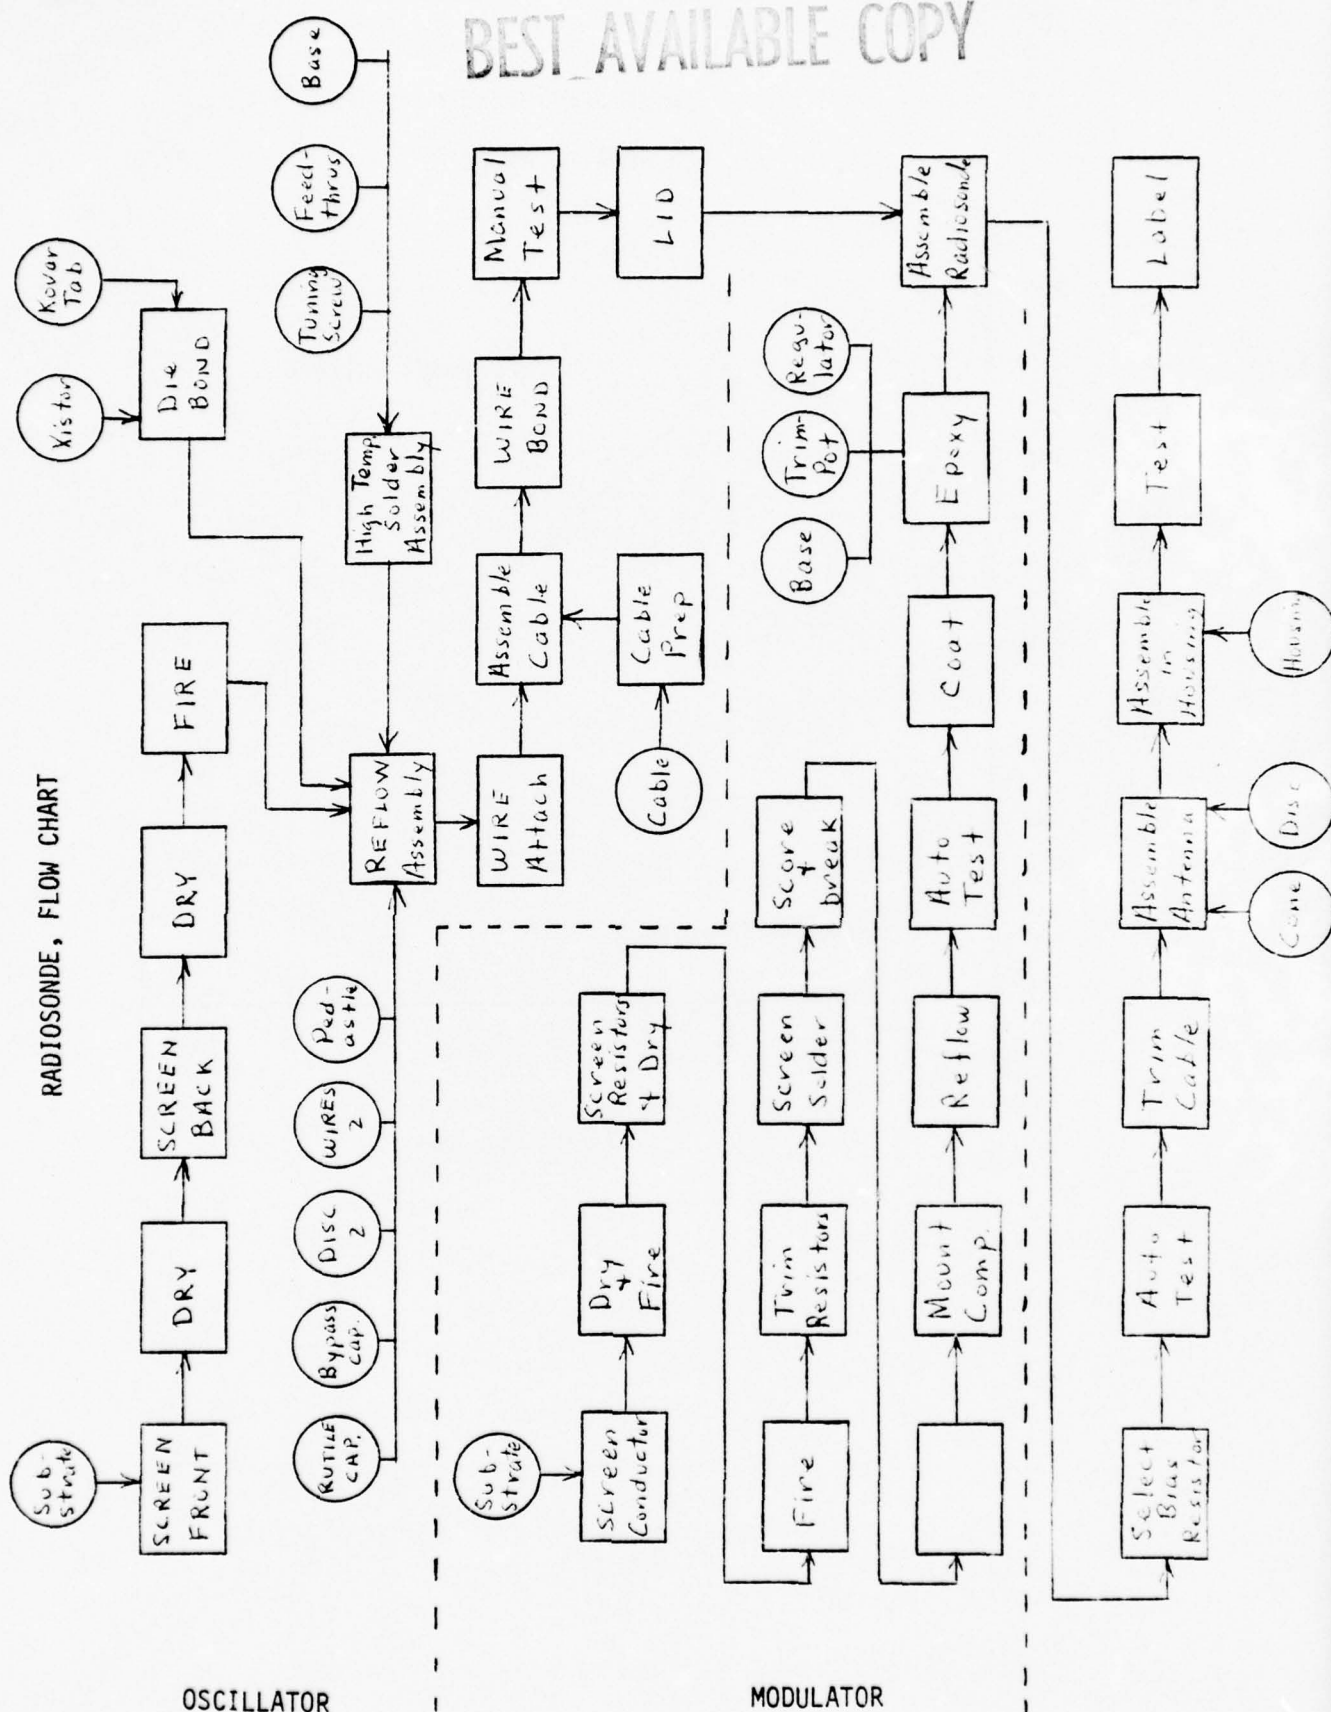 BEST AVAILABLE COPY
RADIOSONDE, FLOW CHART
OSCILLATOR
Sub-
strate
SCREEN
FRONT
DRY
SCREEN
BACK
DRY
FIRE
Xistor
Kovar
Tab
Die
BOND
RUTILE
CAP.
Bypass
Cap.
DISC
2
WIRES
2
Ped-
astle
REFLOW
Assembly
High Temp
Solder
Assembly
Tuning
Screw
Feed-
thrus
Base
WIRE
Attach
Assemble
Cable
WIRE
BOND
Manual
Test
Cable
Cable
Prep
LID
MODULATOR
Sub-
strate
Screen
Conductor
Dry
+
Fire
Screen
Resistors
+ Dry
Fire
Trim
Resistors
Screen
Solder
Score
+
break
Base
Trim-
Pot
Regu-
lator
Mount
Comp.
Reflow
Auto
Test
Coat
Epoxy
Assemble
Radiosonde
Select
Bias
Resistor
Auto
Test
Trim
Cable
Assemble
Antenna
Assemble
in
Housing
Test
Label
Cone
Disc
Housing